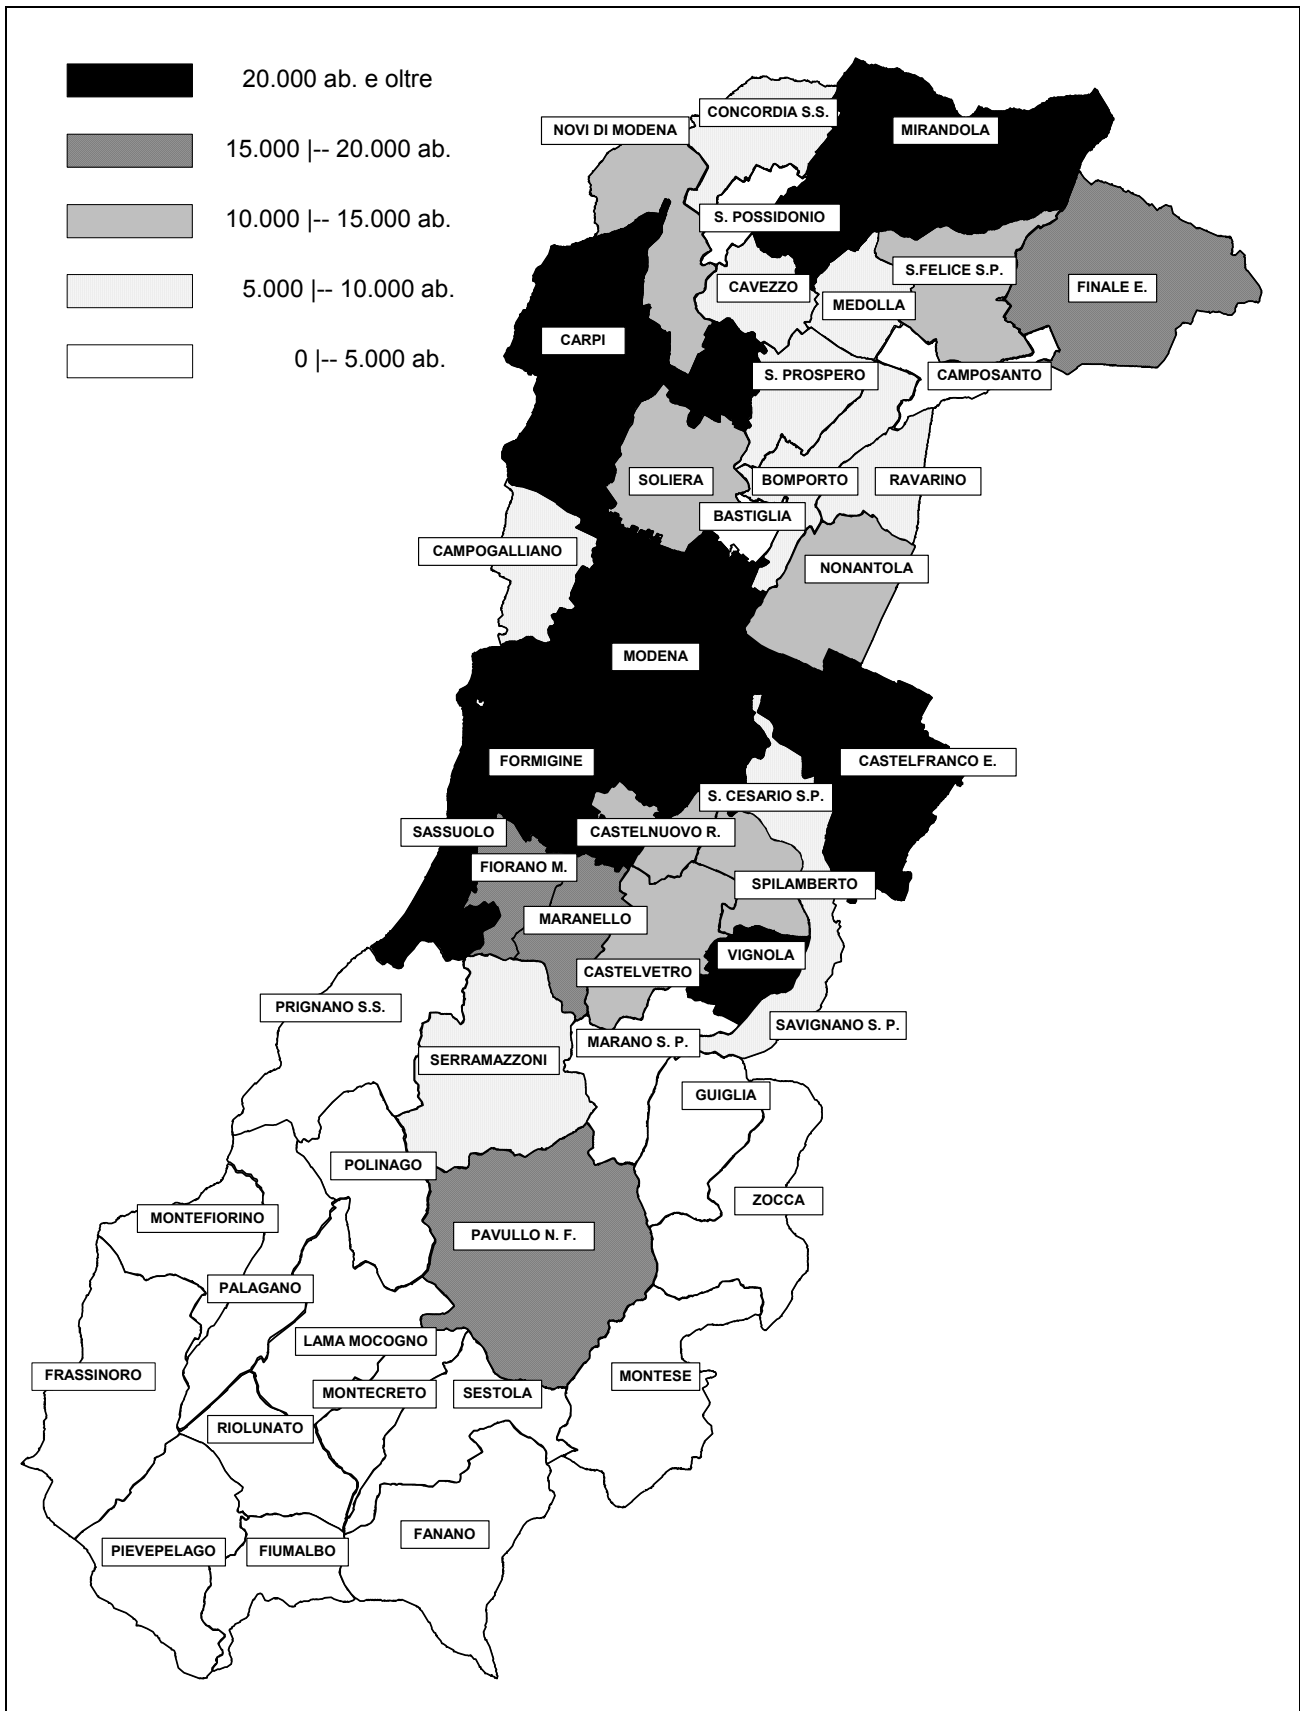 20.000 ab. e oltre
15.000 |-- 20.000 ab.
10.000 |-- 15.000 ab.
5.000 |-- 10.000 ab.
0 |-- 5.000 ab.
CONCORDIA S.S.
NOVI DI MODENA
MIRANDOLA
S. POSSIDONIO
S.FELICE S.P.
CAVEZZO
FINALE E.
MEDOLLA
CARPI
S. PROSPERO
CAMPOSANTO
SOLIERA
BOMPORTO
RAVARINO
BASTIGLIA
CAMPOGALLIANO
NONANTOLA
MODENA
FORMIGINE
CASTELFRANCO E.
S. CESARIO S.P.
SASSUOLO
CASTELNUOVO R.
FIORANO M.
SPILAMBERTO
MARANELLO
VIGNOLA
CASTELVETRO
PRIGNANO S.S.
SAVIGNANO S. P.
MARANO S. P.
SERRAMAZZONI
GUIGLIA
POLINAGO
ZOCCA
MONTEFIORINO
PAVULLO N. F.
PALAGANO
LAMA MOCOGNO
FRASSINORO
MONTESE
MONTECRETO
SESTOLA
RIOLUNATO
FANANO
PIEVEPELAGO
FIUMALBO